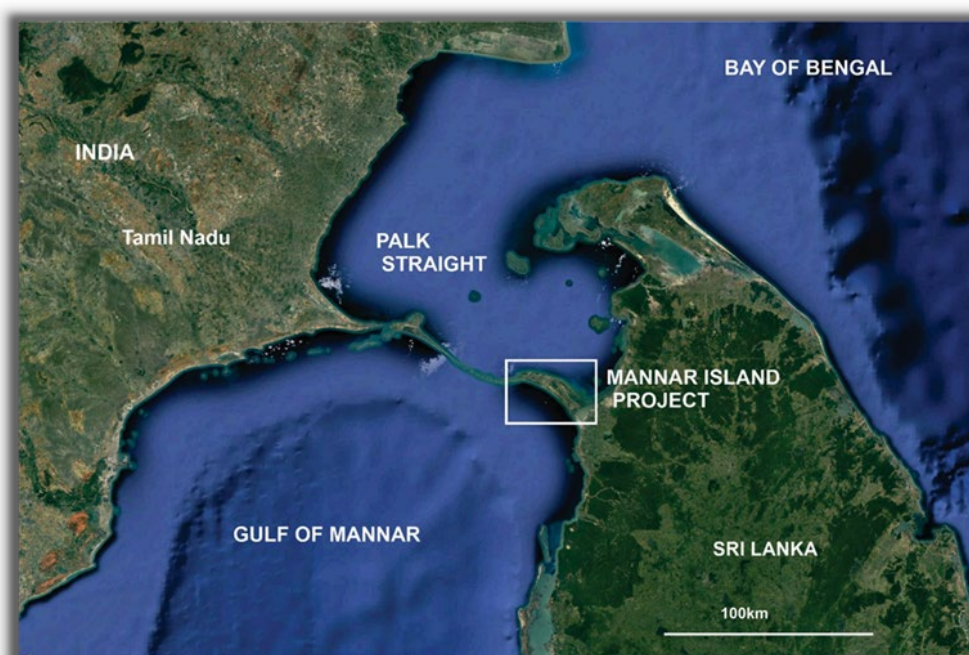 BAY OF BENGAL
INDIA
Tamil Nadu
PALK
STRAIGHT
MANNAR ISLAND
PROJECT
GULF OF MANNAR
SRI LANKA
100km